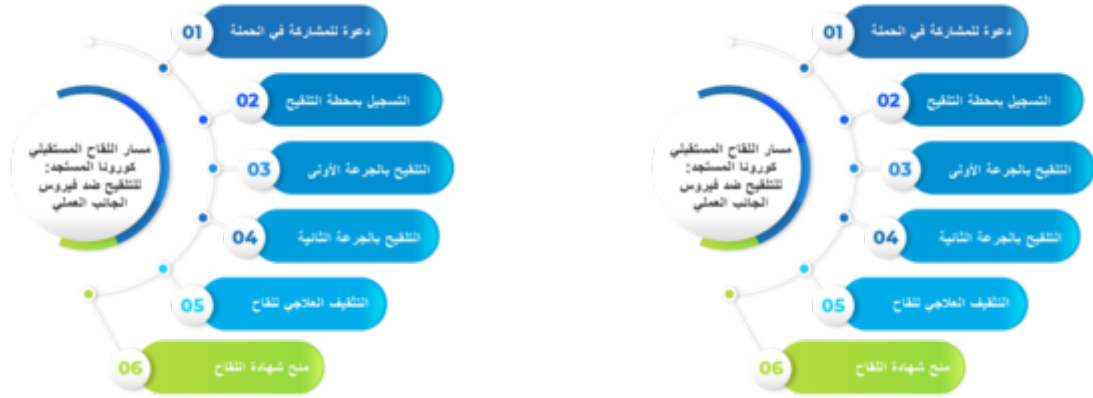 01
دعوة للمشاركة في الحملة
02
التسجيل بمحطة التلقيح
مسار اللقاح المستقبلي
كورونا المستجد:
للتلقيح ضد فيروس
الجانب العملي
03
التلقيح بالجرعة الأولى
04
التلقيح بالجرعة الثانية
05
التثقيف العلاجي للقاح
06
منح شهادة اللقاح
01
دعوة للمشاركة في الحملة
02
التسجيل بمحطة التلقيح
مسار اللقاح المستقبلي
كورونا المستجد:
للتلقيح ضد فيروس
الجانب العملي
03
التلقيح بالجرعة الأولى
04
التلقيح بالجرعة الثانية
05
التثقيف العلاجي للقاح
06
منح شهادة اللقاح